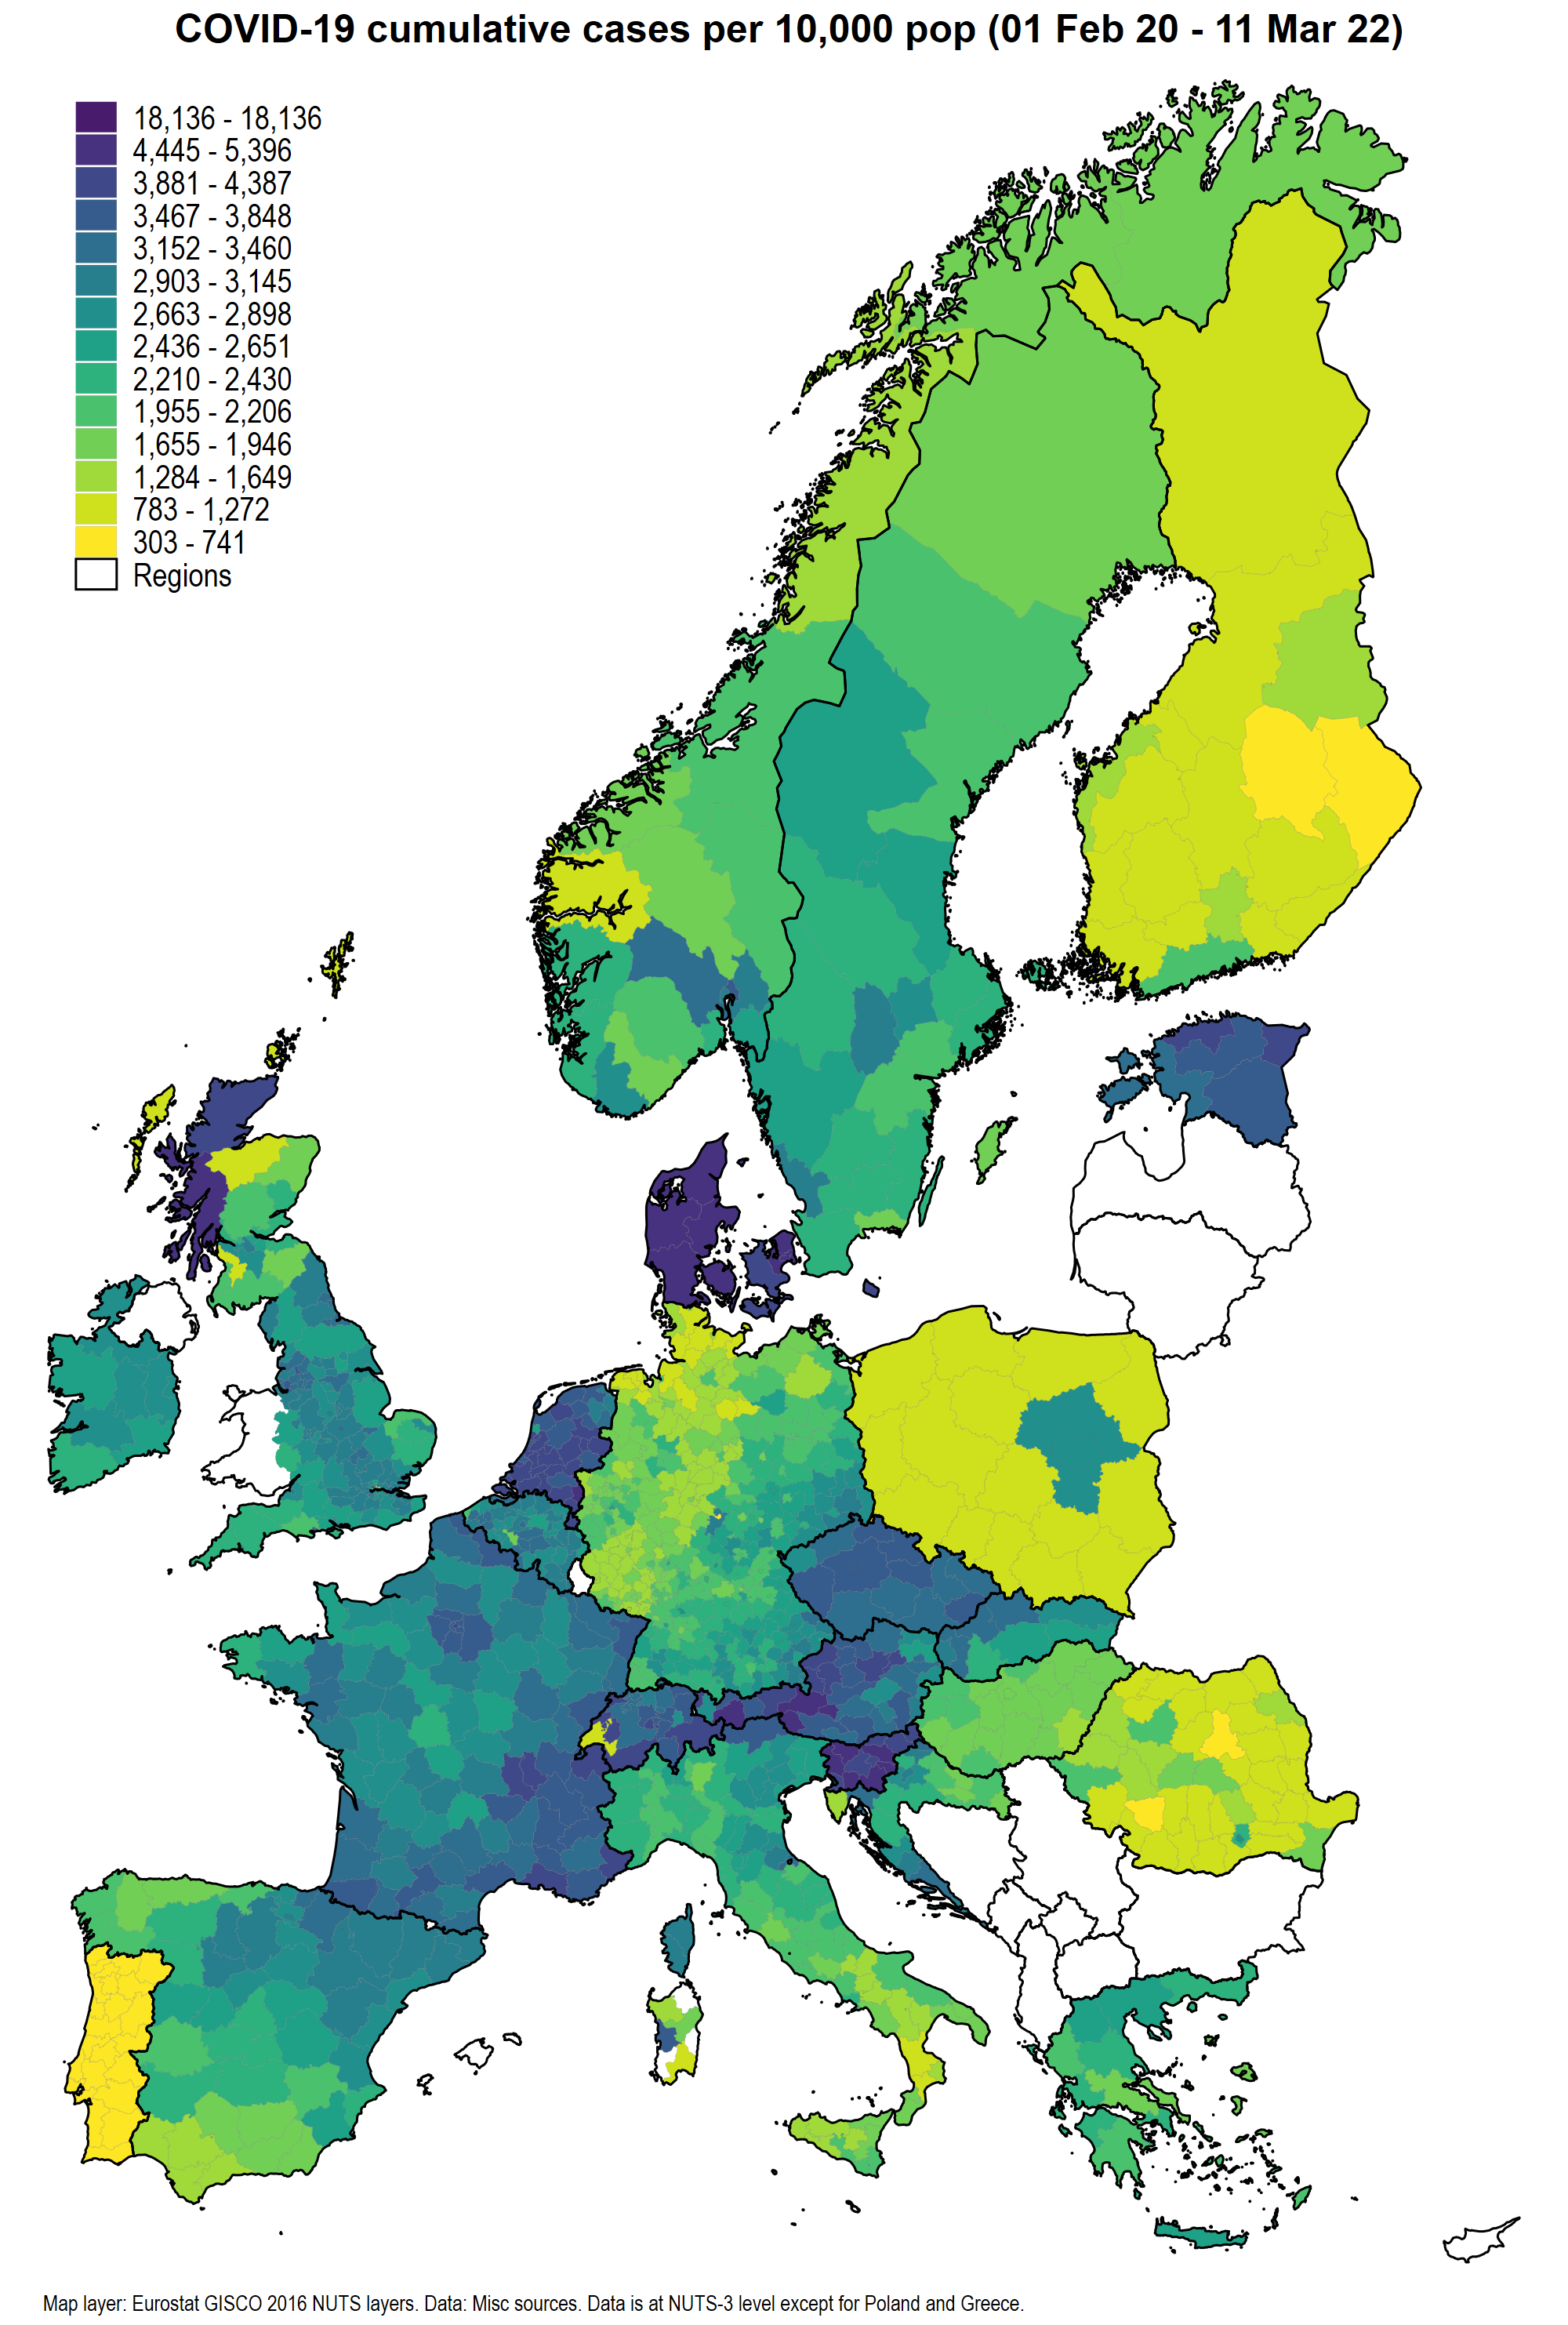 COVID-19 cumulative cases per 10,000 pop (01 Feb 20 - 11 Mar 22)
18,136 - 18,136
4,445 - 5,396
3,881 - 4,387
3,467 - 3,848
3,152 - 3,460
2,903 - 3,145
2,663 - 2,898
2,436 - 2,651
2,210 - 2,430
1,955 - 2,206
1,655 - 1,946
1,284 - 1,649
783 - 1,272
303 - 741
Regions
Map layer: Eurostat GISCO 2016 NUTS layers. Data: Misc sources. Data is at NUTS-3 level except for Poland and Greece.